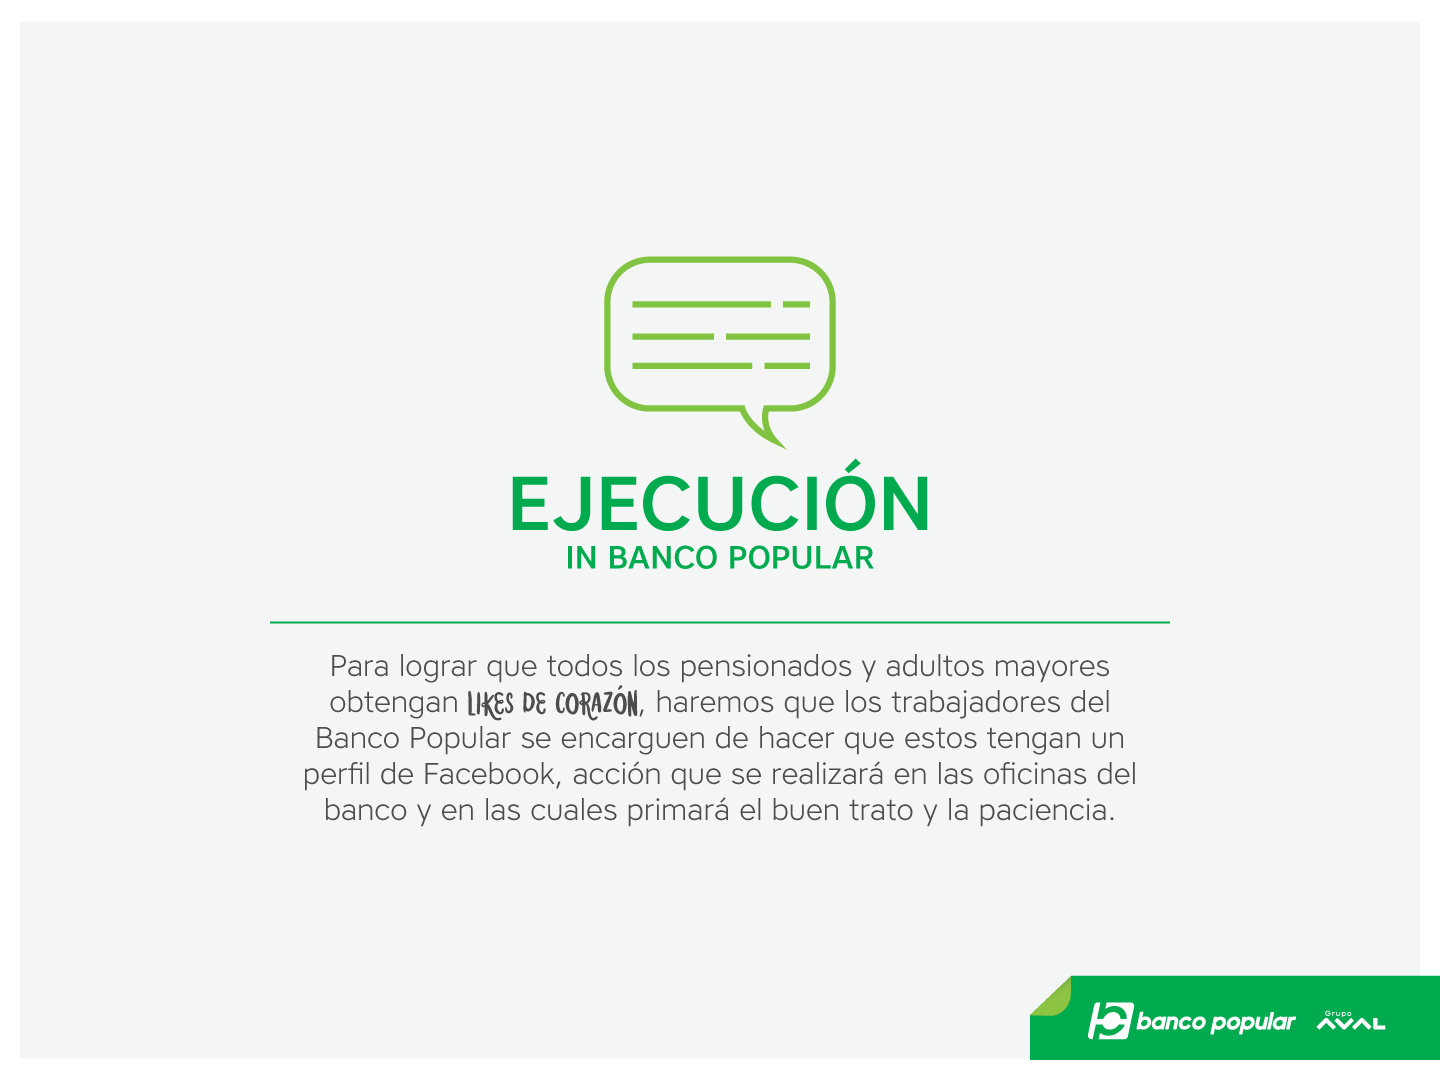 EJECUCIÓN
IN BANCO POPULAR
Para lograr que todos los pensionados y adultos mayores
obtengan LIKES DE CORAZÓN, haremos que los trabajadores del
Banco Popular se encarguen de hacer que estos tengan un
perfil de Facebook, acción que se realizará en las oficinas del
banco y en las cuales primará el buen trato y la paciencia.
banco popular
Grupo
AVAL